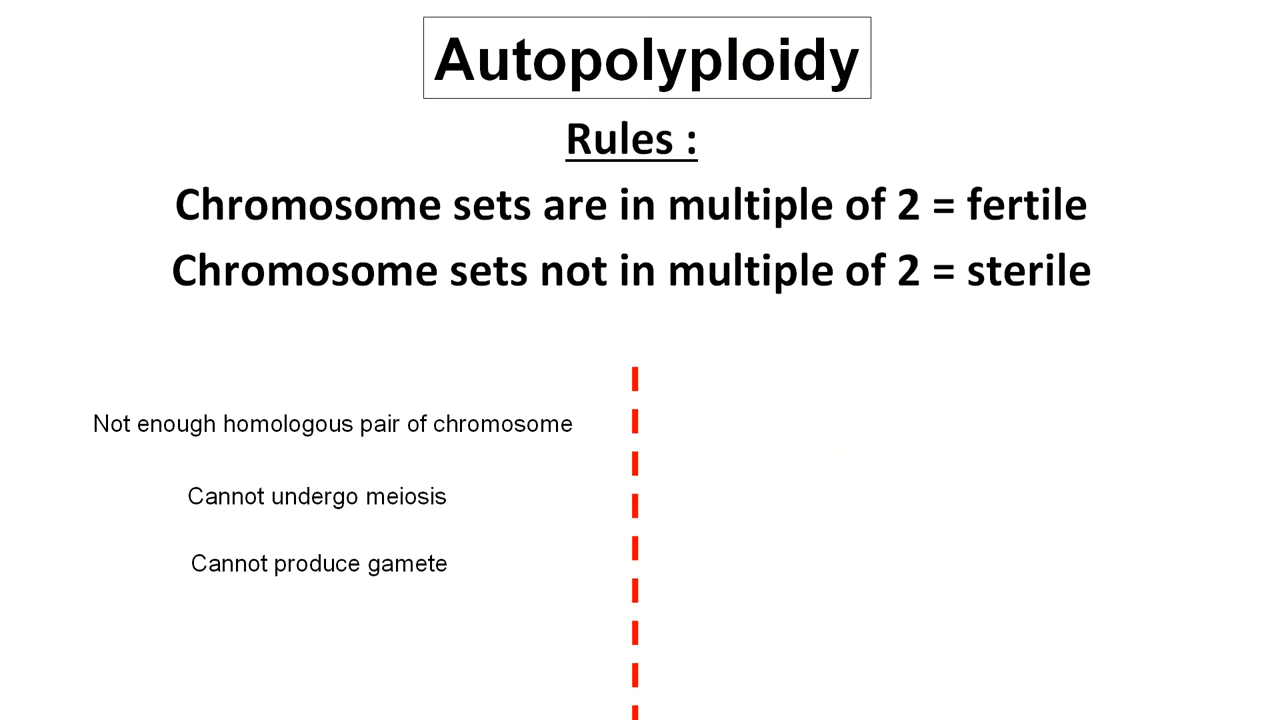 Autopolyploidy
Rules :
Chromosome sets are in multiple of 2 = fertile
Chromosome sets not in multiple of 2 = sterile
Not enough homologous pair of chromosome
Cannot undergo meiosis
Cannot produce gamete